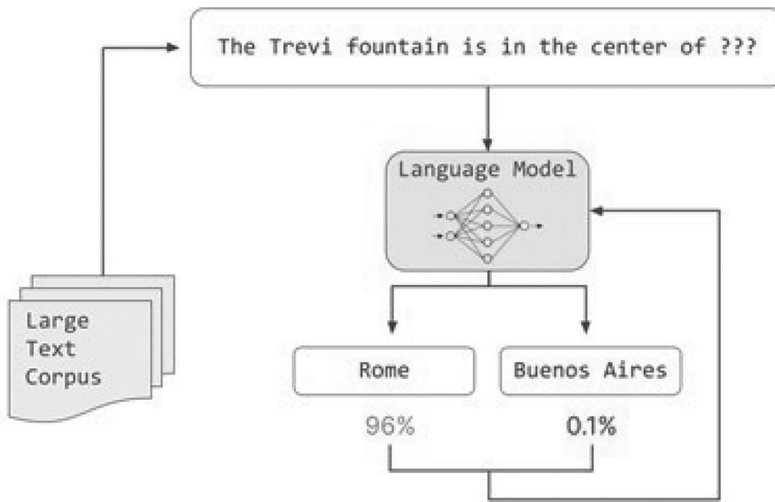 The Trevi fountain is in the center of ???
Language Model
Large
Text
Corpus
Rome
Buenos Aires
96%
0.1%